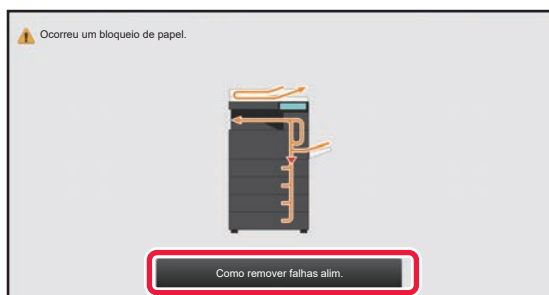 Ocorreu um bloqueio de papel.
Como remover falhas alim.